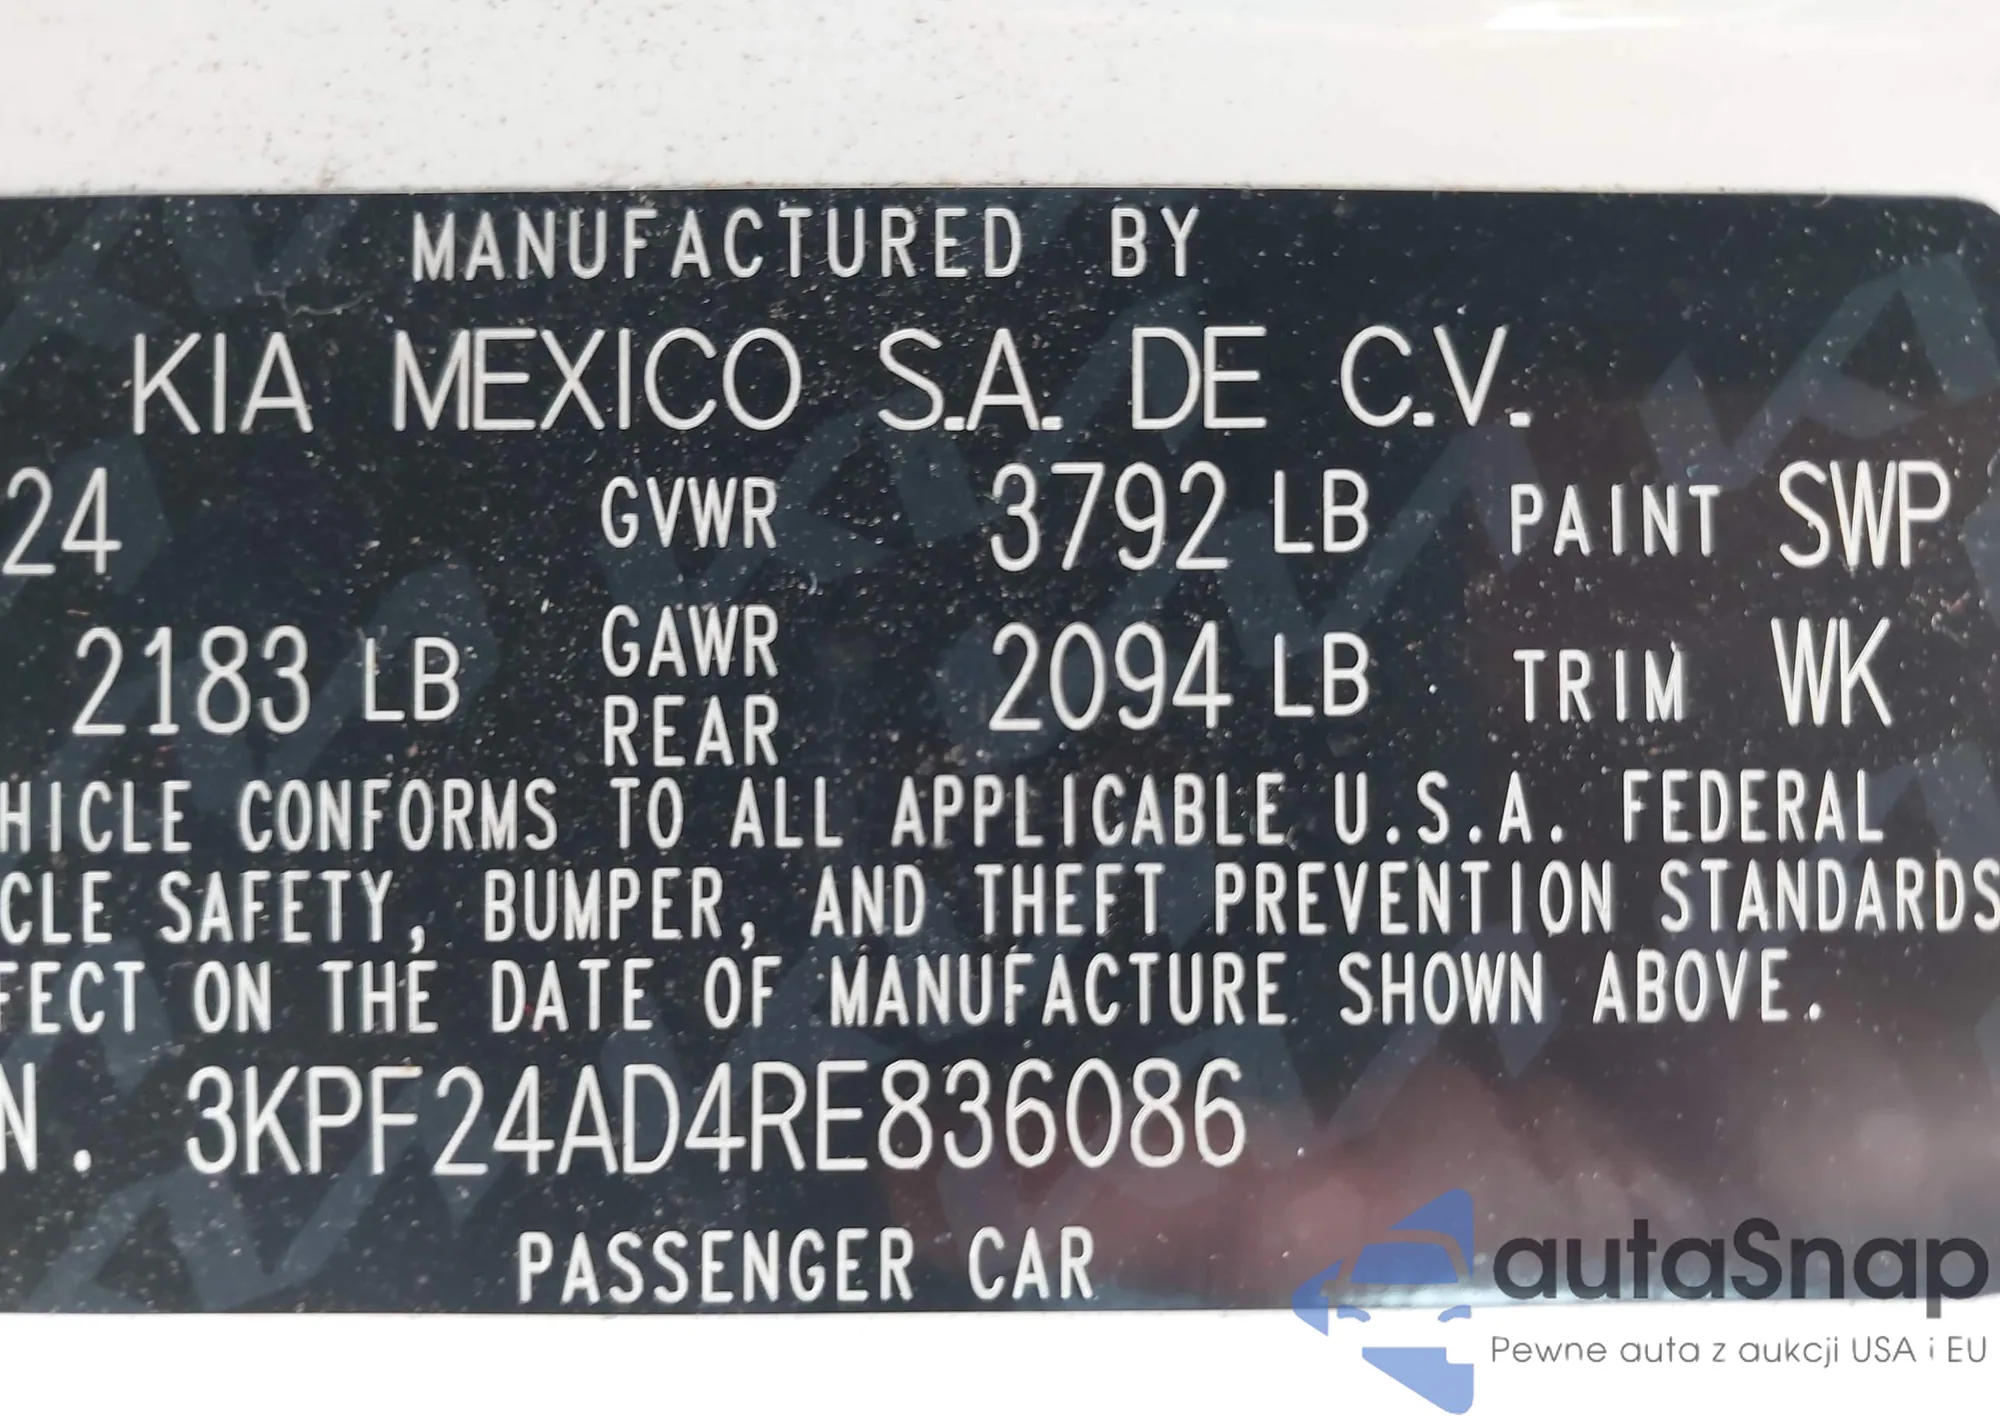 MANUFACTURED BY
KIA MEXICO S.A. DE C.V.
24 GVWR 3792 LB PAINT SWP
2183 LB GAWR REAR 2094 LB TRIM WK
HICLE CONFORMS TO ALL APPLICABLE U.S.A. FEDERAL
CLE SAFETY, BUMPER, AND THEFT PREVENTION STANDARDS
FECT ON THE DATE OF MANUFACTURE SHOWN ABOVE.
N. 3KPF24AD4RE836086
PASSENGER CAR
autaSnap
Pewne auta z aukcji USA i EU